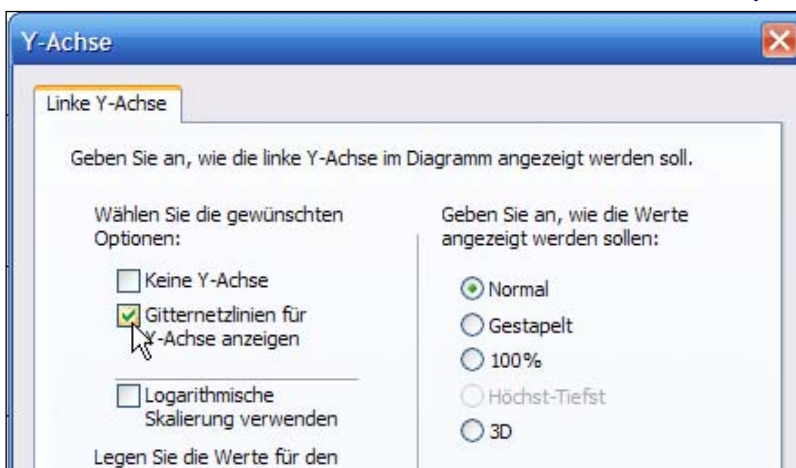 Y-Achse
Linke Y-Achse
Geben Sie an, wie die linke Y-Achse im Diagramm angezeigt werden soll.
Wählen Sie die gewünschten
Optionen:
Keine Y-Achse
Gitternetzlinien für
Y-Achse anzeigen
Logarithmische
Skalierung verwenden
Legen Sie die Werte für den
Geben Sie an, wie die Werte
angezeigt werden sollen:
Normal
Gestapelt
100%
Höchst-Tiefst
3D